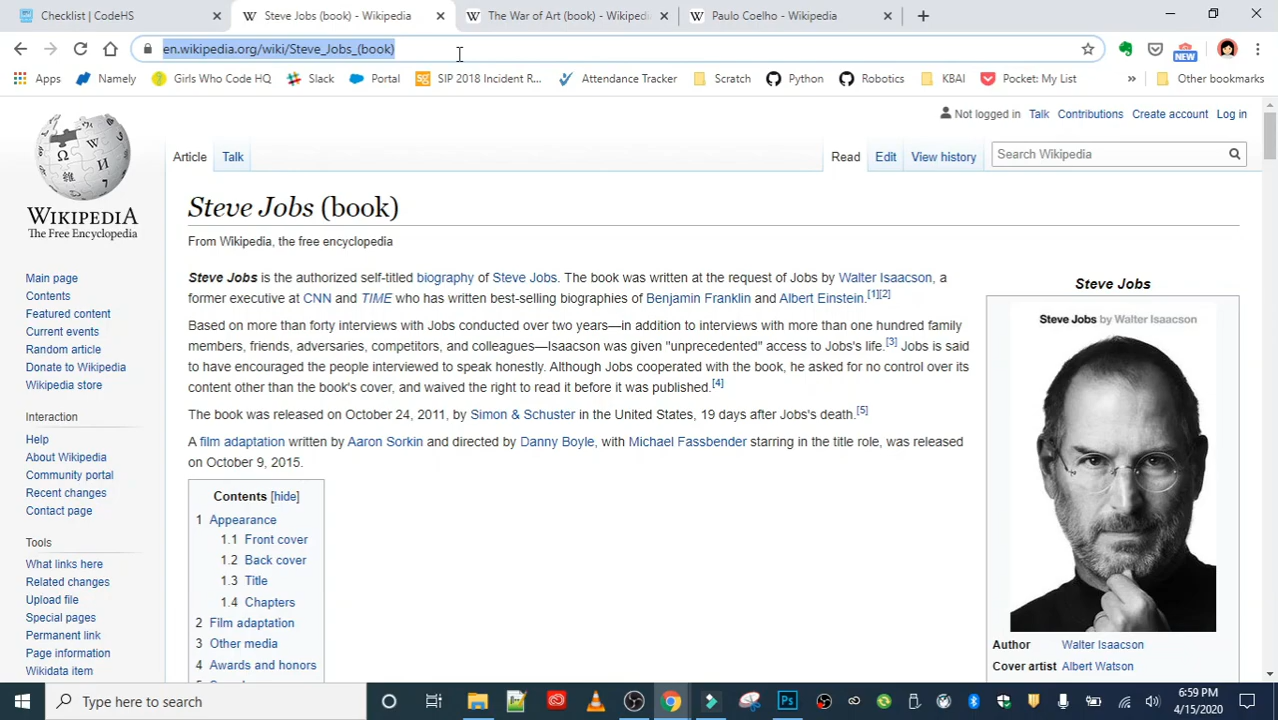 Checklist | CodeHS
Steve Jobs (book) - Wikipedia
The War of Art (book) - Wikiped
Paulo Coelho - Wikipedia
en.wikipedia.org/wiki/Steve_Jobs_(book)
NEW
Apps
Namely
Girls Who Code HQ
Slack
Portal
SIP 2018 Incident R...
Attendance Tracker
Scratch
Python
Robotics
KBAI
Pocket: My List
»
Other bookmarks
Not logged in Talk Contributions Create account Log in
Article Talk
Read Edit View history
Search Wikipedia
WIKIPEDIA
The Free Encyclopedia
Main page
Contents
Featured content
Current events
Random article
Donate to Wikipedia
Wikipedia store
Interaction
Help
About Wikipedia
Community portal
Recent changes
Contact page
Tools
What links here
Related changes
Upload file
Special pages
Permanent link
Page information
Wikidata item
Steve Jobs (book)
From Wikipedia, the free encyclopedia
Steve Jobs is the authorized self-titled biography of Steve Jobs. The book was written at the request of Jobs by Walter Isaacson, a
former executive at CNN and TIME who has written best-selling biographies of Benjamin Franklin and Albert Einstein.[1][2]
Based on more than forty interviews with Jobs conducted over two years—in addition to interviews with more than one hundred family
members, friends, adversaries, competitors, and colleagues—Isaacson was given "unprecedented" access to Jobs's life.[3] Jobs is said
to have encouraged the people interviewed to speak honestly. Although Jobs cooperated with the book, he asked for no control over its
content other than the book's cover, and waived the right to read it before it was published.[4]
The book was released on October 24, 2011, by Simon & Schuster in the United States, 19 days after Jobs's death.[5]
A film adaptation written by Aaron Sorkin and directed by Danny Boyle, with Michael Fassbender starring in the title role, was released
on October 9, 2015.
Contents [hide]
1 Appearance
1.1 Front cover
1.2 Back cover
1.3 Title
1.4 Chapters
2 Film adaptation
3 Other media
4 Awards and honors
Steve Jobs
Steve Jobs by Walter Isaacson
Author Walter Isaacson
Cover artist Albert Watson
Type here to search
Ps
6:59 PM
4/15/2020